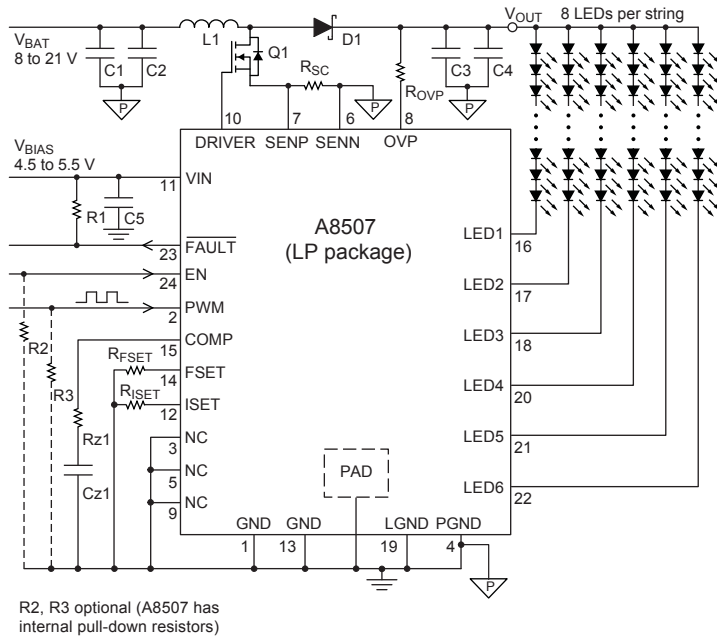 V_BAT
8 to 21 V
C1
C2
P
L1
Q1
D1
R_SC
P
C3
C4
P
R_OVP
V_OUT
8 LEDs per string
10
7
6
8
DRIVER
SENP
SENN
OVP
V_BIAS
4.5 to 5.5 V
R1
C5
11
VIN
23
FAULT
24
EN
2
PWM
15
COMP
R_FSET
14
FSET
R_ISET
12
ISET
3
NC
5
NC
9
NC
R2
R3
Rz1
Cz1
A8507
(LP package)
PAD
LED1
16
LED2
17
LED3
18
LED4
20
LED5
21
LED6
22
GND
GND
LGND
PGND
1
13
19
4
P
R2, R3 optional (A8507 has
internal pull-down resistors)